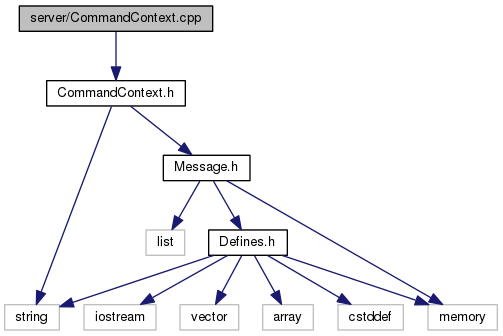 server/CommandContext.cpp
CommandContext.h
Message.h
list
Defines.h
string
iostream
vector
array
cstddef
memory